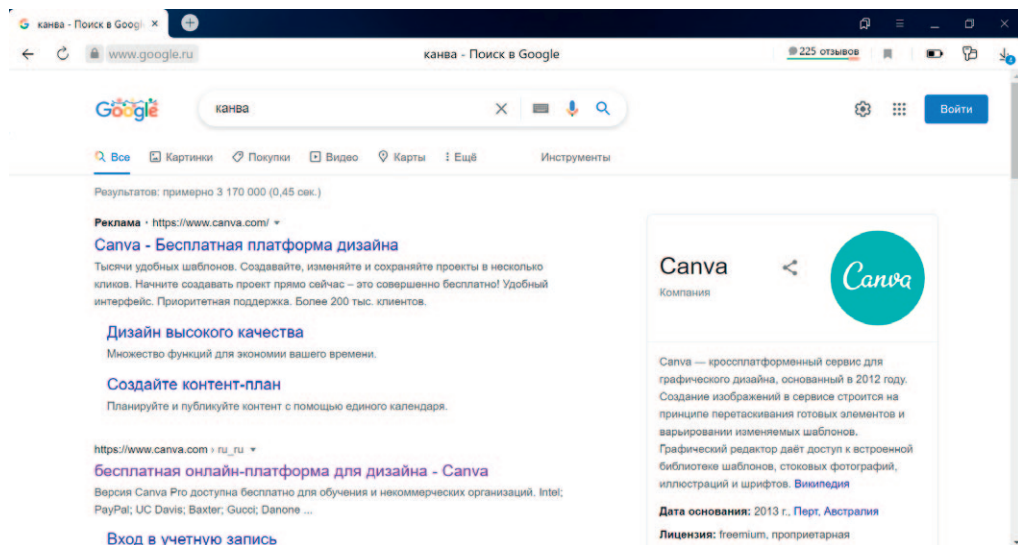 канва - Поиск в Googl
www.google.ru
канва - Поиск в Google
225 отзывов
Google
канва
Войти
Все
Картинки
Покупки
Видео
Карты
Ещё
Инструменты
Результатов: примерно 3 170 000 (0,45 сек.)
Реклама · https://www.canva.com/
Canva - Бесплатная платформа дизайна
Тысячи удобных шаблонов. Создавайте, изменяйте и сохраняйте проекты в несколько
кликов. Начните создавать проект прямо сейчас – это совершенно бесплатно! Удобный
интерфейс. Приоритетная поддержка. Более 200 тыс. клиентов.
Дизайн высокого качества
Множество функций для экономии вашего времени.
Создайте контент-план
Планируйте и публикуйте контент с помощью единого календаря.
https://www.canva.com › ru_ru
бесплатная онлайн-платформа для дизайна - Canva
Версия Canva Pro доступна бесплатно для обучения и некоммерческих организаций. Intel;
PayPal; UC Davis; Baxter; Gucci; Danone ...
Вход в учетную запись
Canva
Компания
Canva
Canva — кроссплатформенный сервис для
графического дизайна, основанный в 2012 году.
Создание изображений в сервисе строится на
принципе перетаскивания готовых элементов и
варьировании изменяемых шаблонов.
Графический редактор даёт доступ к встроенной
библиотеке шаблонов, стоковых фотографий,
иллюстраций и шрифтов. Википедия
Дата основания: 2013 г., Перт, Австралия
Лицензия: freemium, проприетарная